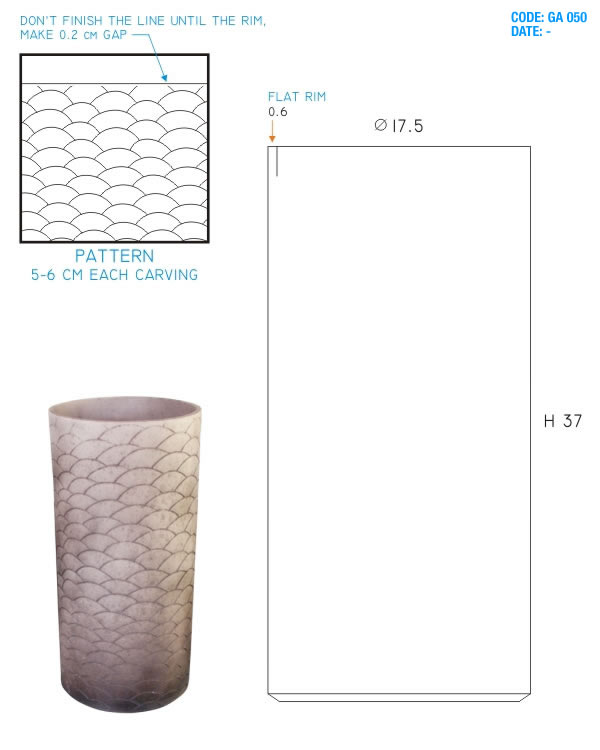 DON'T FINISH THE LINE UNTIL THE RIM,
MAKE 0.2 CM GAP
CODE: GA 050
DATE: -
FLAT RIM
0.6
Ø 17.5
PATTERN
5-6 CM EACH CARVING
H 37